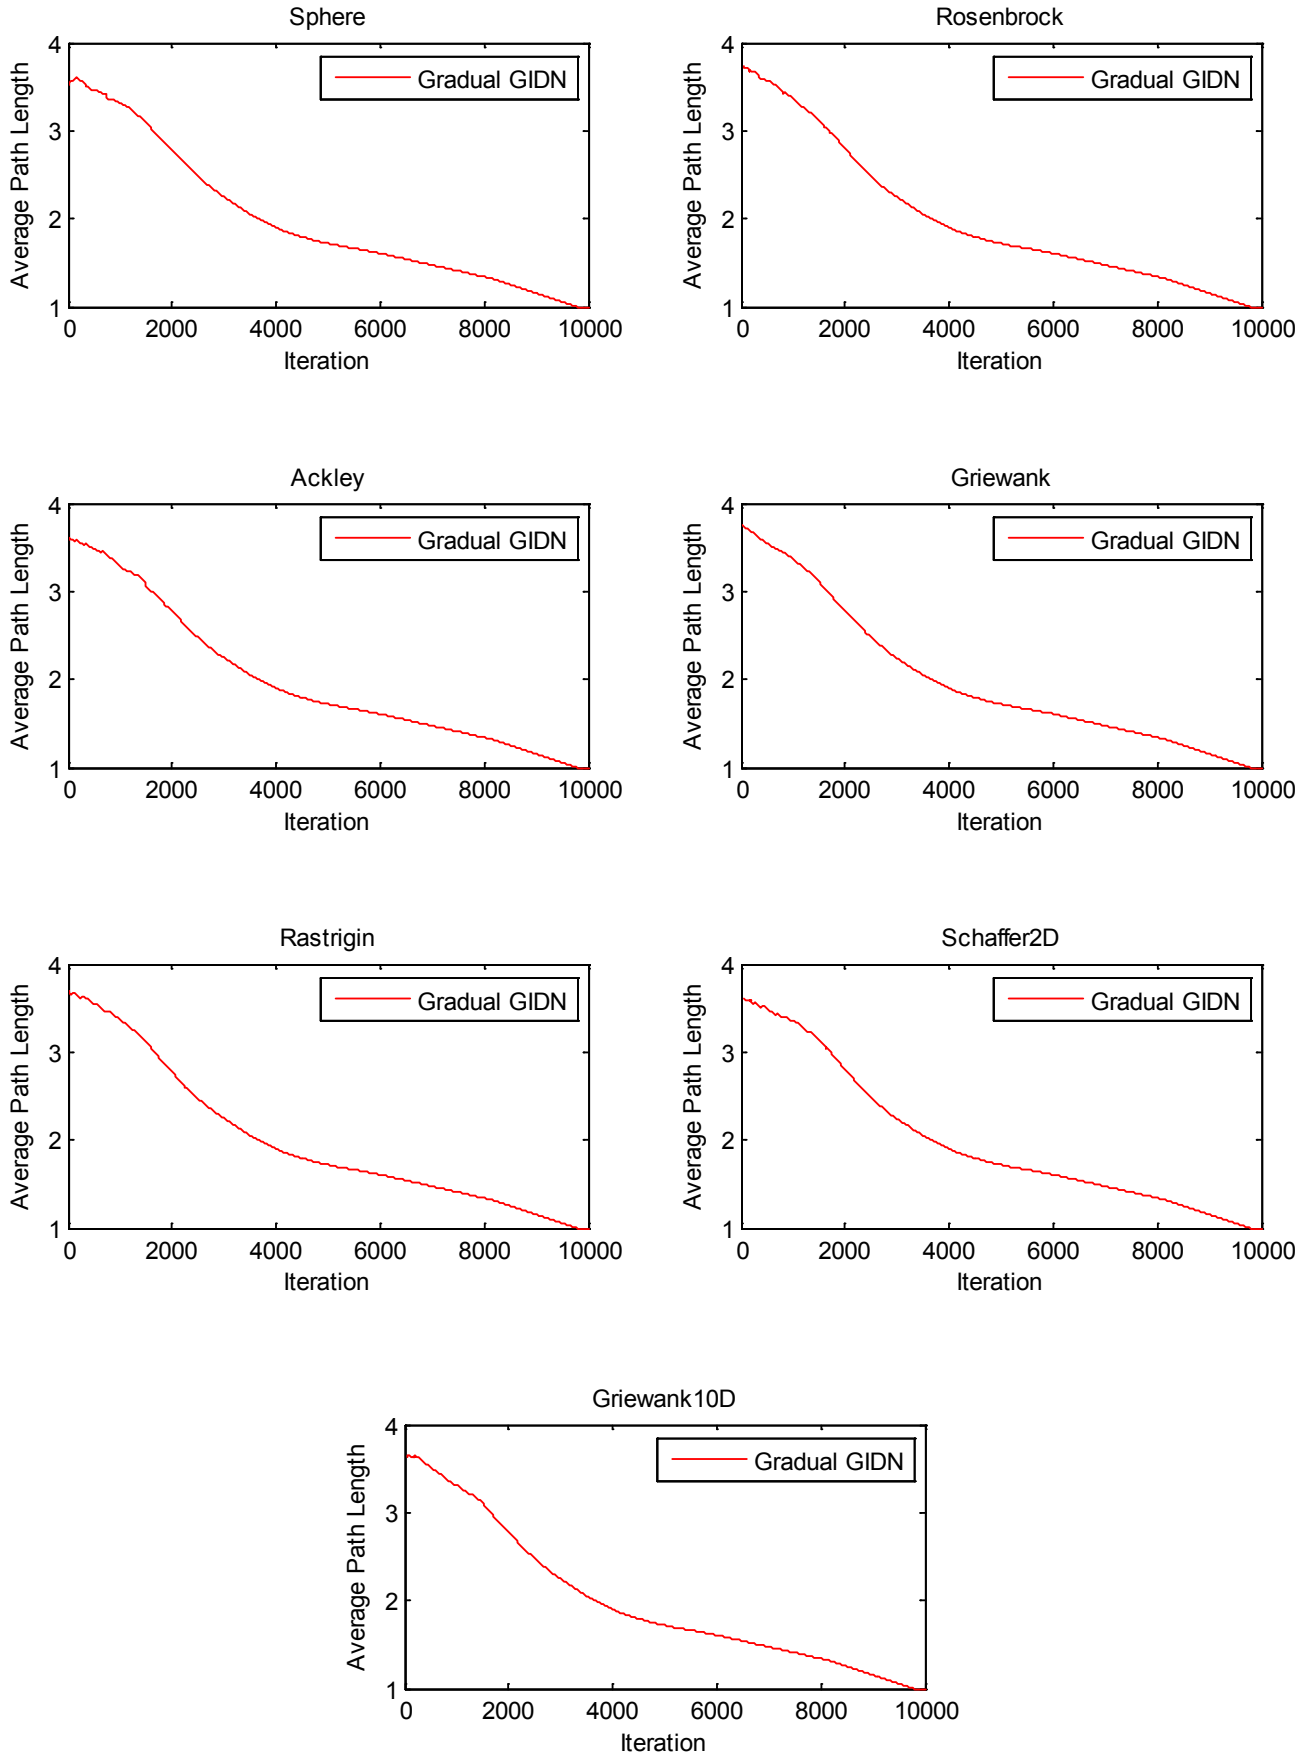 Sphere
4
3
2
1
Average Path Length
Gradual GIDN
0 2000 4000 6000 8000 10000
Iteration
Rosenbrock
4
3
2
1
Average Path Length
Gradual GIDN
0 2000 4000 6000 8000 10000
Iteration
Ackley
4
3
2
1
Average Path Length
Gradual GIDN
0 2000 4000 6000 8000 10000
Iteration
Griewank
4
3
2
1
Average Path Length
Gradual GIDN
0 2000 4000 6000 8000 10000
Iteration
Rastrigin
4
3
2
1
Average Path Length
Gradual GIDN
0 2000 4000 6000 8000 10000
Iteration
Schaffer2D
4
3
2
1
Average Path Length
Gradual GIDN
0 2000 4000 6000 8000 10000
Iteration
Griewank10D
4
3
2
1
Average Path Length
Gradual GIDN
0 2000 4000 6000 8000 10000
Iteration